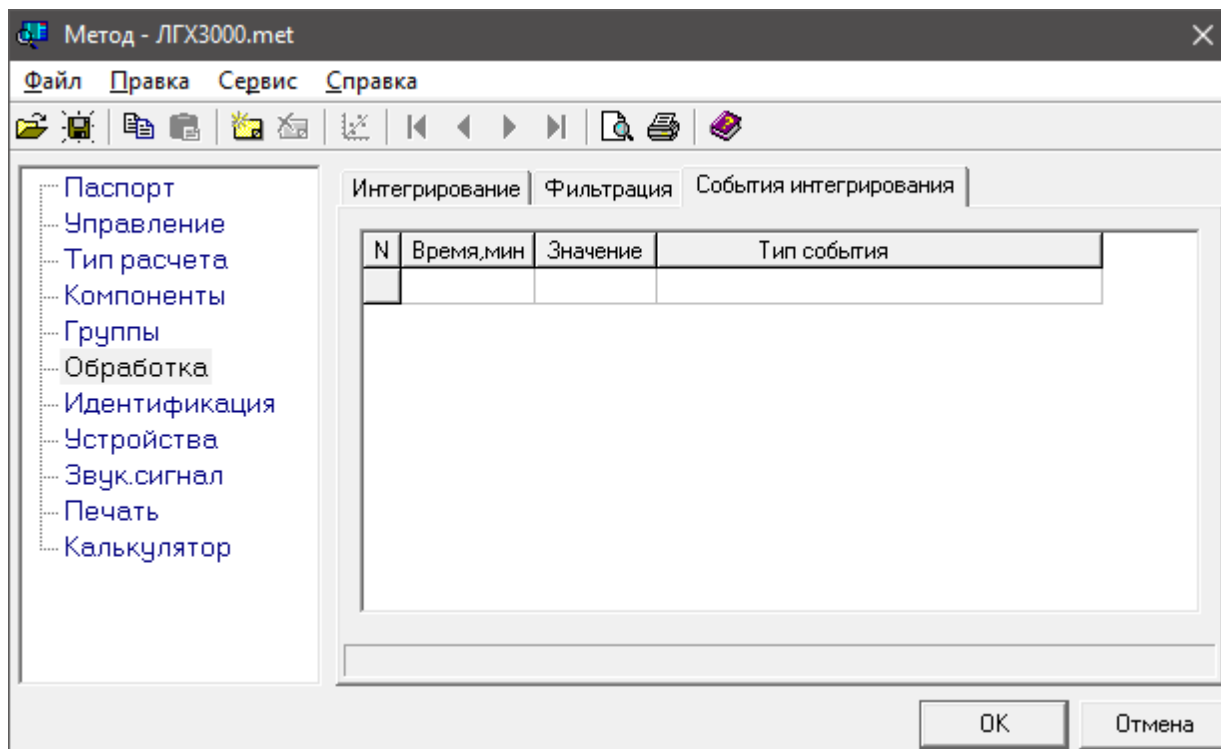 Метод - ЛГХ3000.met
Файл Правка Сервис Справка
Паспорт
Управление
Тип расчета
Компоненты
Группы
Обработка
Идентификация
Устройства
Звук.сигнал
Печать
Калькулятор
Интегрирование Фильтрация События интегрирования
N Время,мин Значение Тип события
OK Отмена